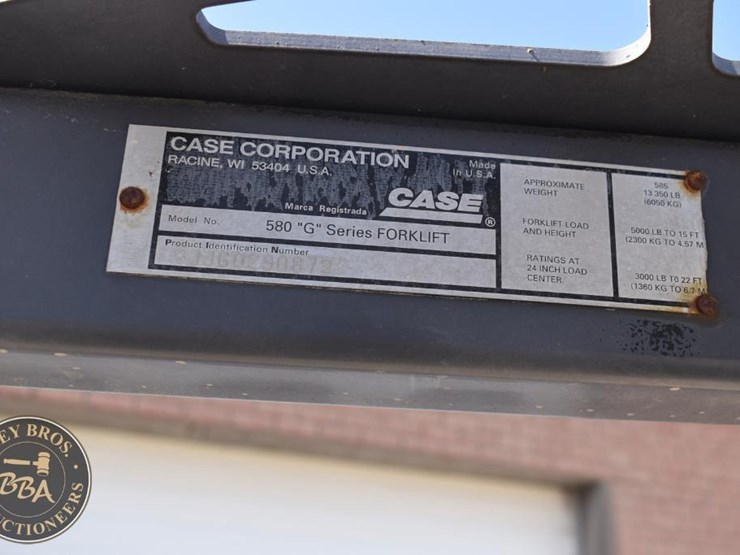 CASE CORPORATION
RACINE, WI 53404 U.S.A.
Made
in U.S.A.
Marca Registrada
CASE
®
Model No.
580 "G" Series FORKLIFT
Product Identification Number
APPROXIMATE
WEIGHT
585
13 350 LB
(6050 KG)
FORKLIFT LOAD
AND HEIGHT
5000 LB TO 15 FT
(2300 KG TO 4.57 M
RATINGS AT
24 INCH LOAD
CENTER.
3000 LB TO 22 FT
(1360 KG TO 6.7 M
EY BROS.
BBA
CTIONEERS